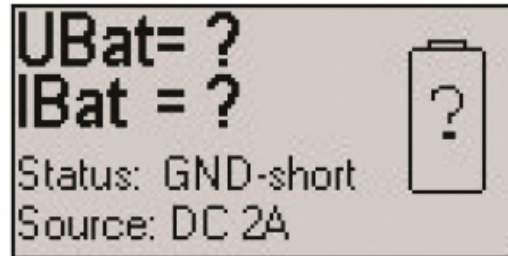 UBat= ?
IBat = ?
?
Status: GND-short
Source: DC 2A